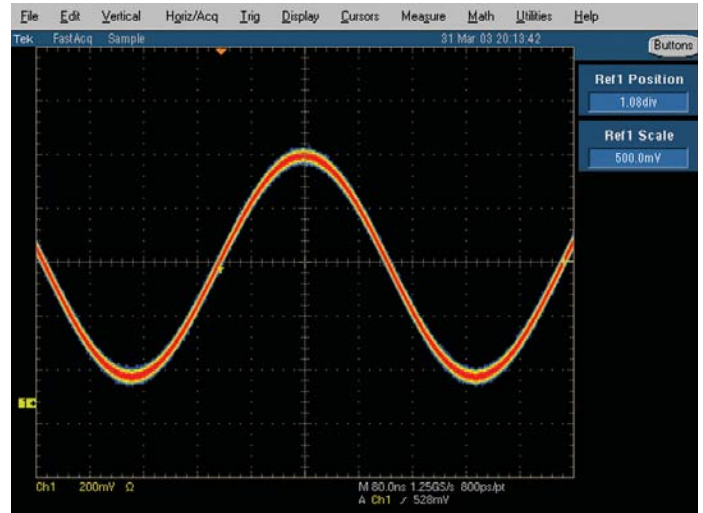 File Edit Vertical Horiz/Acq Trig Display Cursors Measure Math Utilities Help
Tek FastAcq Sample 31 Mar 03 20:13:42
Buttons
Ref1 Position
1.08div
Ref1 Scale
500.0mV
1
Ch1 200mV Ω M 80.0ns 1.25GS/s 800ps/pt
A Ch1 ∕ 528mV